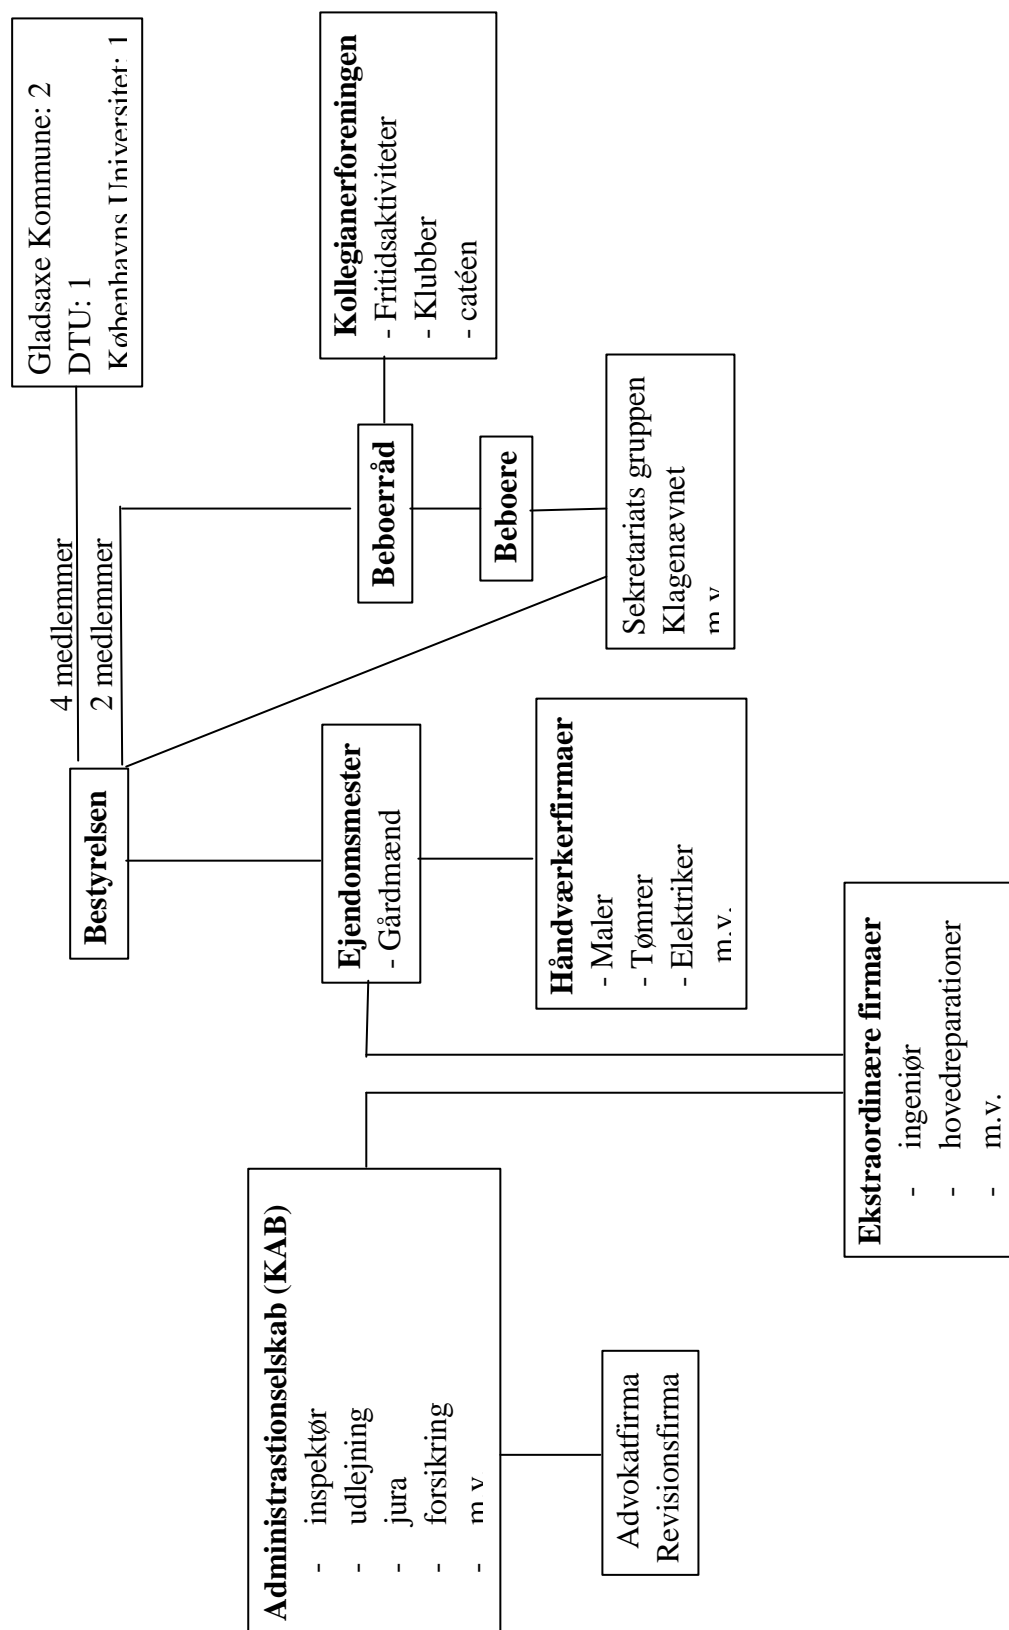 Gladsaxe Kommune: 2
DTU: 1
Københavns Universitet: 1
4 medlemmer
2 medlemmer
Bestyrelsen
Kollegianerforeningen
- Fritidsaktiviteter
- Klubber
- caféen
Beboerråd
Beboere
Sekretariats gruppen
Klagenævnet
m.v
Ejendomsmester
- Gårdmænd
Håndværkerfirmaer
- Maler
- Tømrer
- Elektriker
m.v.
Administrastionselskab (KAB)
- inspektør
- udlejning
- jura
- forsikring
- m.v
Advokatfirma
Revisionsfirma
Ekstraordinære firmaer
- ingeniør
- hovedreparationer
- m.v.